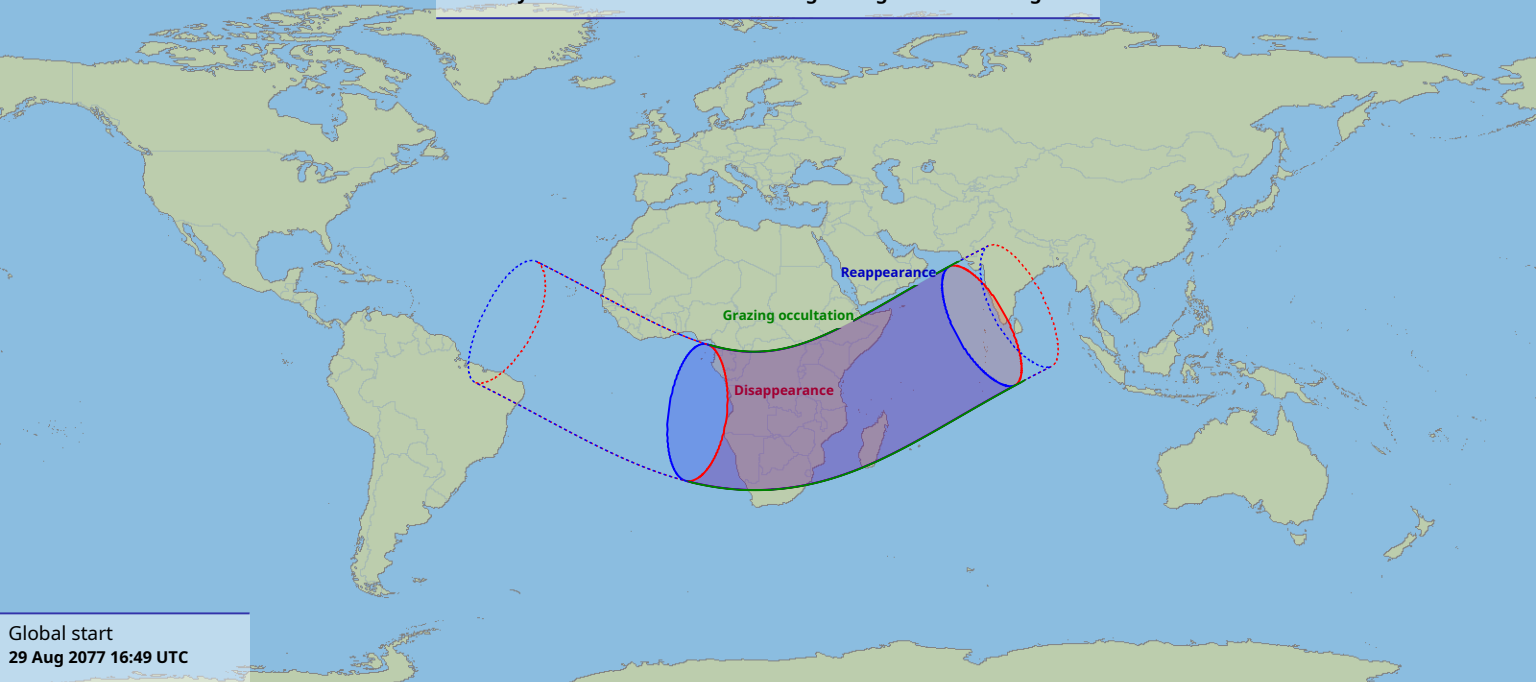 Reappearance
Grazing occultation
Disappearance
Global start
29 Aug 2077 16:49 UTC